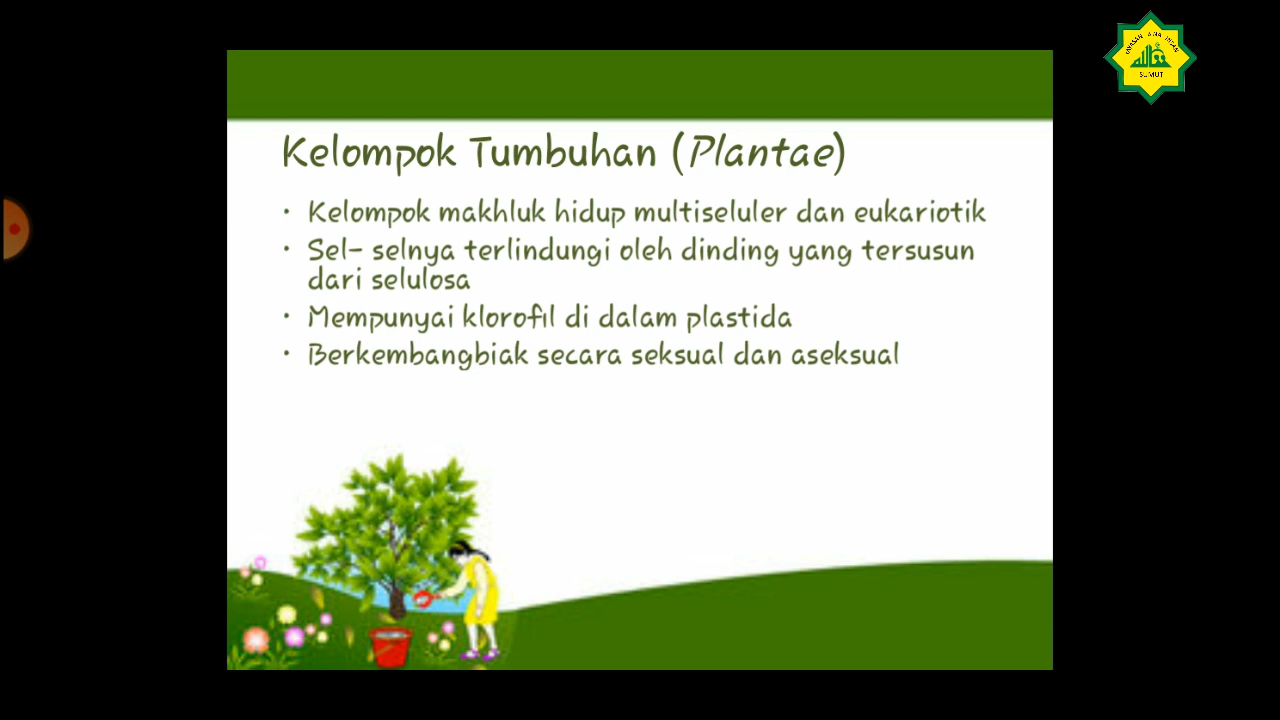 Kelompok Tumbuhan (Plantae)
• Kelompok makhluk hidup multiseluler dan eukariotik
• Sel- selnya terlindungi oleh dinding yang tersusun
dari selulosa
• Mempunyai klorofil di dalam plastida
• Berkembangbiak secara seksual dan aseksual
SUMUT